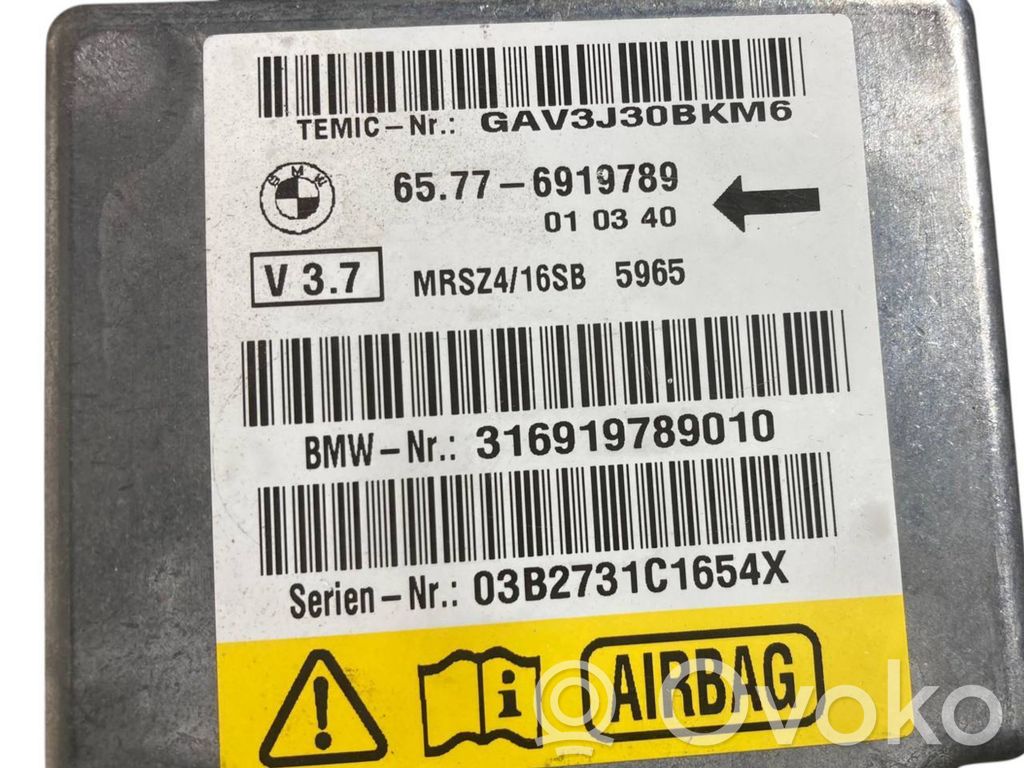 TEMIC-Nr.: GAV3J30BKM6
BMW
65.77-6919789
01 03 40
V 3.7 MRSZ4/16SB 5965
BMW-Nr.: 316919789010
Serien-Nr.: 03B2731C1654X
i
AIRBAG
Ovoko